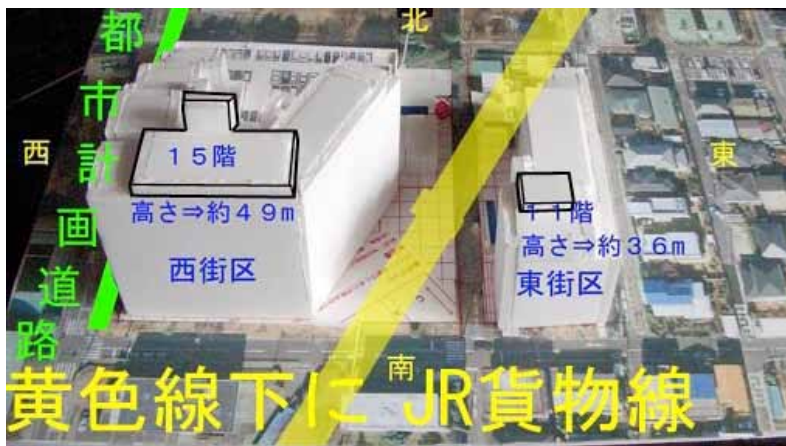 北
都市計画道路
西
東
１５階
高さ⇒約４９ｍ
西街区
１１階
高さ⇒約３６ｍ
東街区
南
黄色線下にJR貨物線